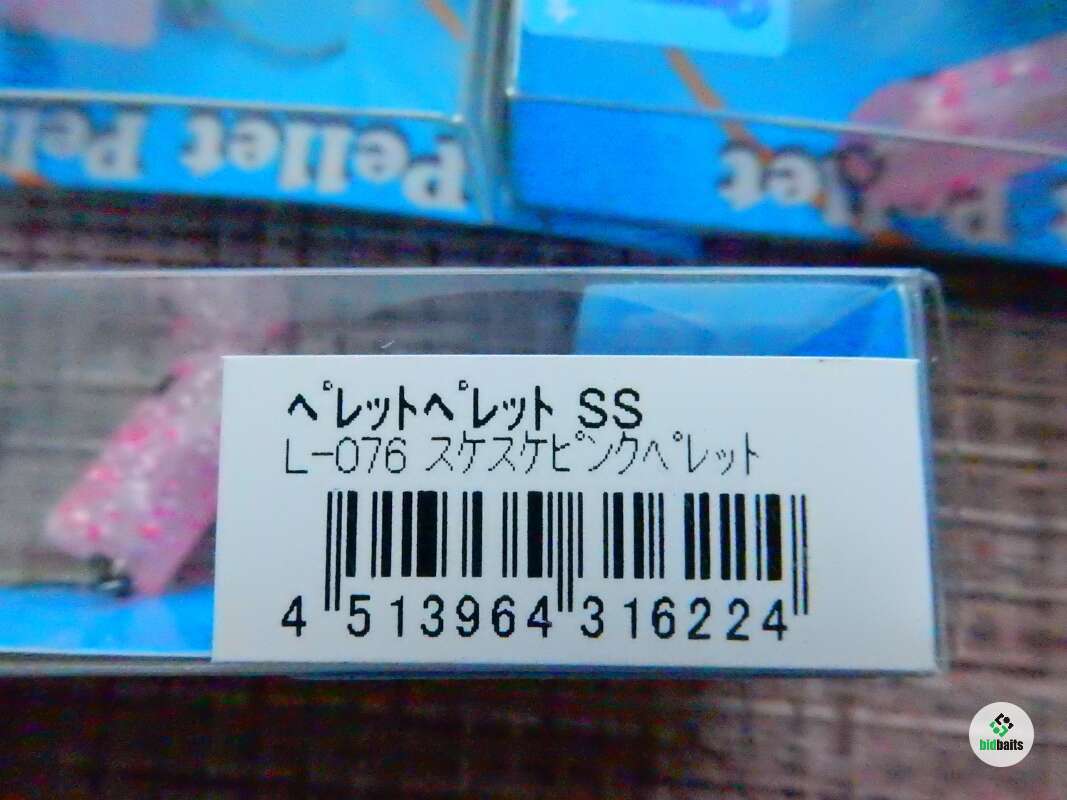 Pellet Pel
Pellet
ﾍﾟﾚｯﾄﾍﾟﾚｯﾄ SS
L-076 ｽｹｽｹﾋﾟﾝｸﾍﾟﾚｯﾄ
4 513964 316224
bidbaits